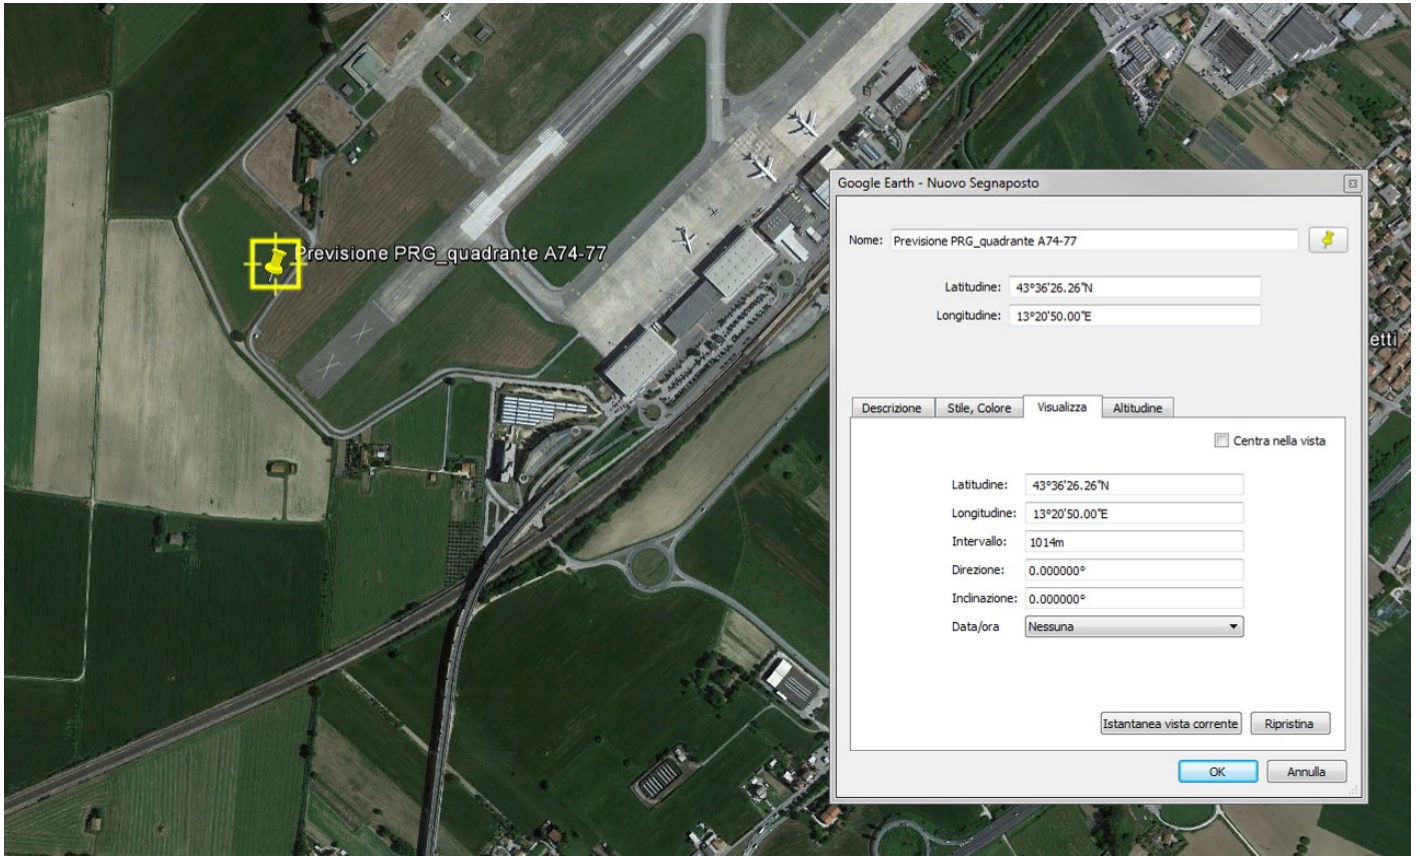 Google Earth - Nuovo Segnaposto
Nome: Previsione PRG_quadrante A74-77
Previsione PRG_quadrante A74-77
Latitudine: 43°36'26.26"N
Longitudine: 13°20'50.00"E
etti
Descrizione Stile, Colore Visualizza Altitudine
Centra nella vista
Latitudine: 43°36'26.26"N
Longitudine: 13°20'50.00"E
Intervallo: 1014m
Direzione: 0.000000°
Inclinazione: 0.000000°
Data/ora Nessuna
Istantanea vista corrente Ripristina
OK Annulla